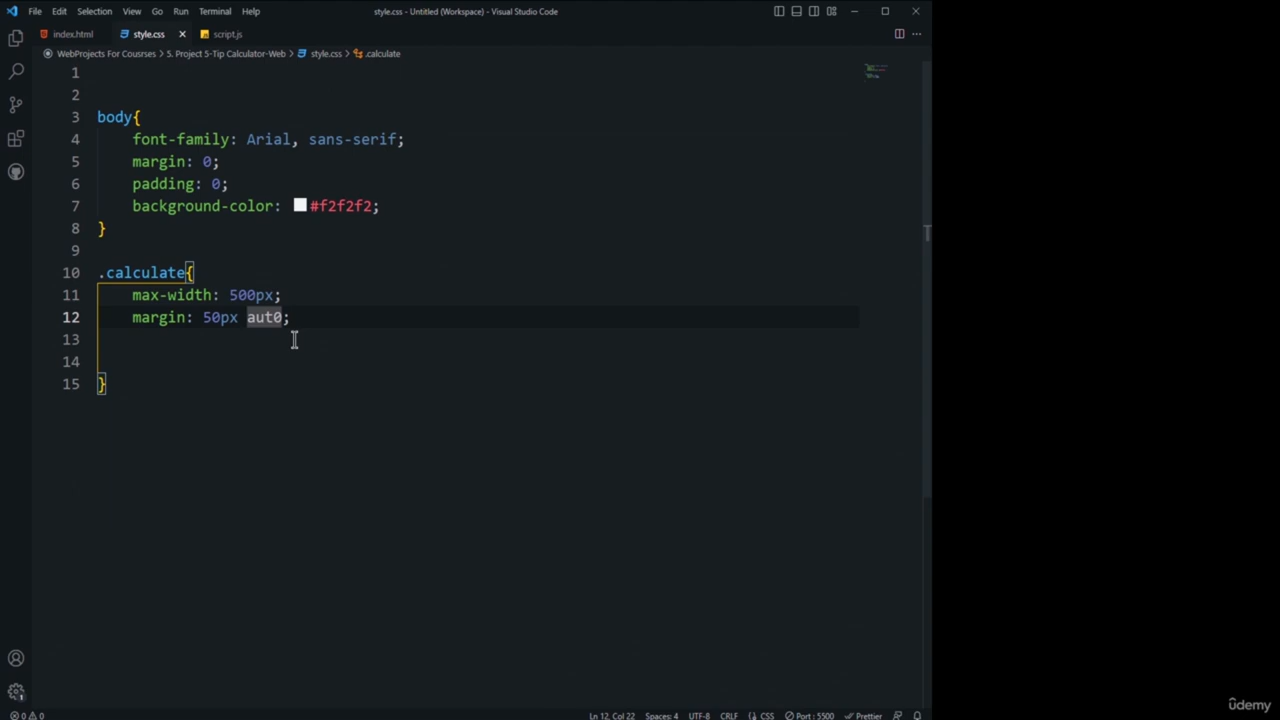 File Edit Selection View Go Run Terminal Help
style.css - Untitled (Workspace) - Visual Studio Code
index.html style.css script.js
WebProjects For Coursres > 5. Project 5-Tip Calculator-Web > style.css > .calculate
1
2
3 body{
4 font-family: Arial, sans-serif;
5 margin: 0;
6 padding: 0;
7 background-color: #f2f2f2;
8 }
9
10 .calculate{
11 max-width: 500px;
12 margin: 50px aut0;
13
14
15 }
0 0 Ln 12, Col 22 Spaces: 4 UTF-8 CRLF CSS Port : 5500 Prettier
ûdemy